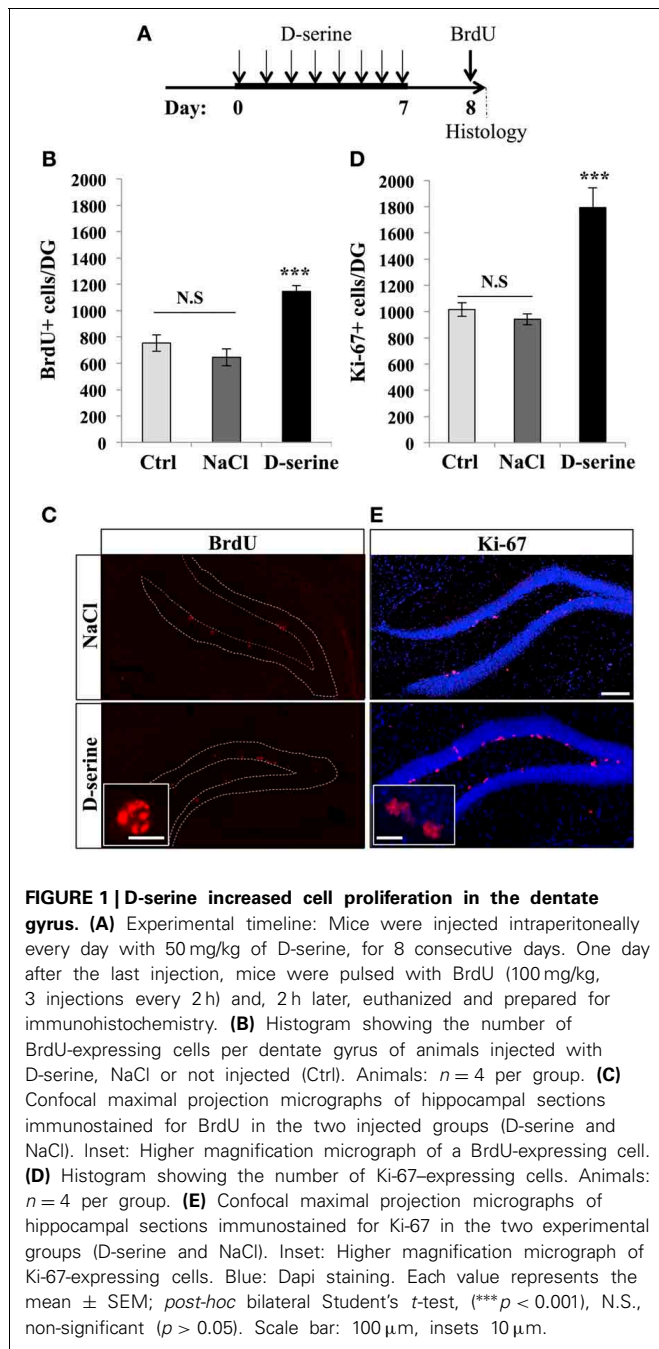 A
D-serine BrdU
Day: 0 7 8
Histology
B
BrdU+ cells/DG
2000
1800
1600
1400
1200
1000
800
600
400
200
0
N.S
***
Ctrl NaCl D-serine
D
Ki-67+ cells/DG
2000
1800
1600
1400
1200
1000
800
600
400
200
0
N.S
***
Ctrl NaCl D-serine
C
BrdU
NaCl
D-serine
E
Ki-67
FIGURE 1 | D-serine increased cell proliferation in the dentate
gyrus. (A) Experimental timeline: Mice were injected intraperitoneally
every day with 50 mg/kg of D-serine, for 8 consecutive days. One day
after the last injection, mice were pulsed with BrdU (100 mg/kg,
3 injections every 2 h) and, 2 h later, euthanized and prepared for
immunohistochemistry. (B) Histogram showing the number of
BrdU-expressing cells per dentate gyrus of animals injected with
D-serine, NaCl or not injected (Ctrl). Animals: n = 4 per group. (C)
Confocal maximal projection micrographs of hippocampal sections
immunostained for BrdU in the two injected groups (D-serine and
NaCl). Inset: Higher magnification micrograph of a BrdU-expressing cell.
(D) Histogram showing the number of Ki-67–expressing cells. Animals:
n = 4 per group. (E) Confocal maximal projection micrographs of
hippocampal sections immunostained for Ki-67 in the two experimental
groups (D-serine and NaCl). Inset: Higher magnification micrograph of
Ki-67-expressing cells. Blue: Dapi staining. Each value represents the
mean ± SEM; post-hoc bilateral Student's t-test, (***p < 0.001), N.S.,
non-significant (p > 0.05). Scale bar: 100 μm, insets 10 μm.